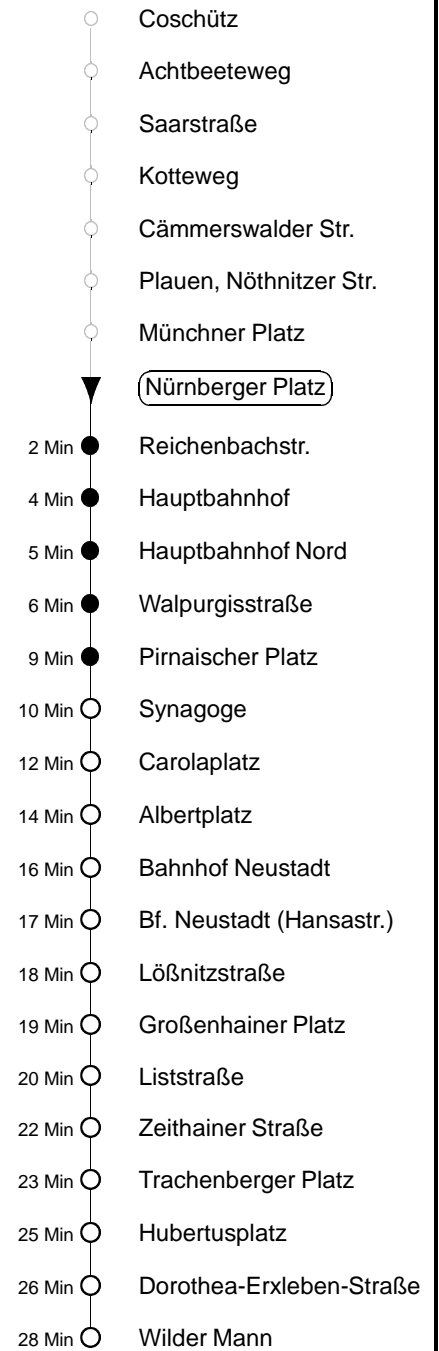 Coschütz
Achtbeeteweg
Saarstraße
Kotteweg
Cämmerswalder Str.
Plauen, Nöthnitzer Str.
Münchner Platz
Nürnberger Platz
2 Min Reichenbachstr.
4 Min Hauptbahnhof
5 Min Hauptbahnhof Nord
6 Min Walpurgisstraße
9 Min Pirnaischer Platz
10 Min Synagoge
12 Min Carolaplatz
14 Min Albertplatz
16 Min Bahnhof Neustadt
17 Min Bf. Neustadt (Hansastr.)
18 Min Lößnitzstraße
19 Min Großenhainer Platz
20 Min Liststraße
22 Min Zeithainer Straße
23 Min Trachenberger Platz
25 Min Hubertusplatz
26 Min Dorothea-Erxleben-Straße
28 Min Wilder Mann